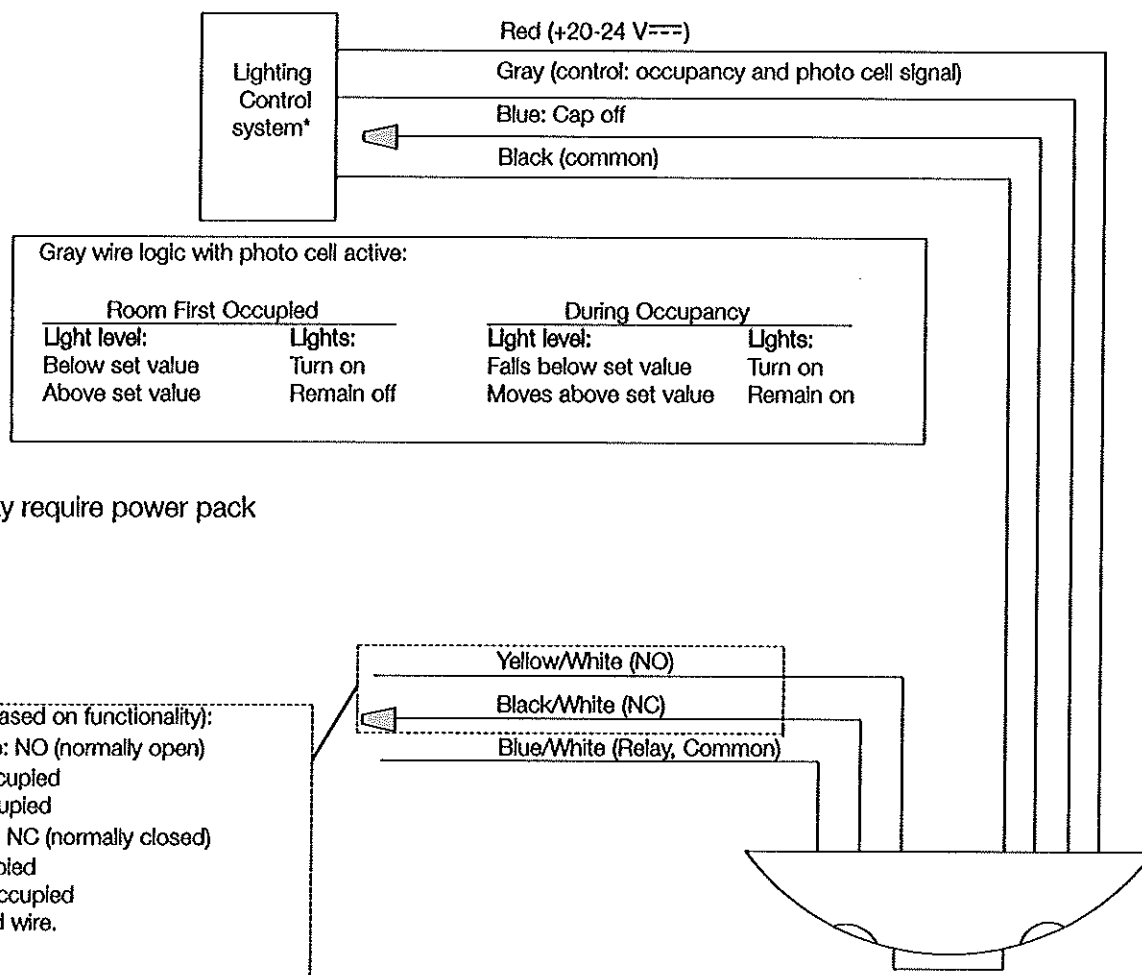 Red (+20-24 V⎓)
Lighting
Control
system*
Gray (control: occupancy and photo cell signal)
Blue: Cap off
Black (common)
Gray wire logic with photo cell active:
Room First Occupied During Occupancy
Light level: Lights: Light level: Lights:
Below set value Turn on Falls below set value Turn on
Above set value Remain off Moves above set value Remain on
y require power pack
Yellow/White (NO)
Black/White (NC)
Blue/White (Relay, Common)
ased on functionality):
: NO (normally open)
cupied
upied
NC (normally closed)
pied
ccupied
d wire.